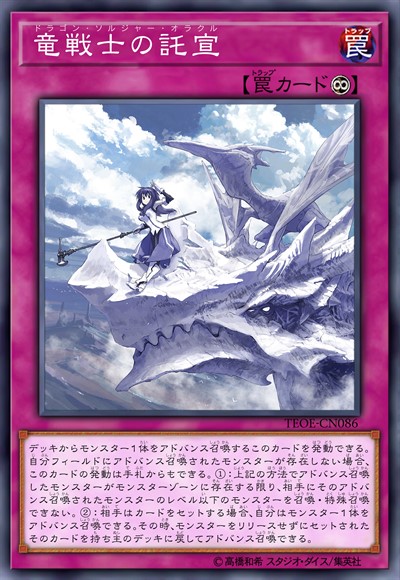 ドラゴン・ソルジャー・オラクル
竜戦士の託宣
トラップ
罠
トラップ
【罠カード】
TEOE-CN086
デッキからモンスター1体をアドバンス召喚するこのカードを発動できる。
自分フィールドにアドバンス召喚されたモンスターが存在しない場合、
このカードの発動は手札からもできる。①：上記の方法でアドバンス召喚
したモンスターがモンスターゾーンに存在する限り、相手にそのアドバ
ンス召喚されたモンスターのレベル以下のモンスターを召喚・特殊召喚
できない。②：相手はカードをセットする場合、自分はモンスター1体を
アドバンス召喚できる。その時、モンスターをリリースせずにセットされた
そのカードを持ち主のデッキに戻してアドバンス召喚できる。
©高橋和希 スタジオ・ダイス/集英社